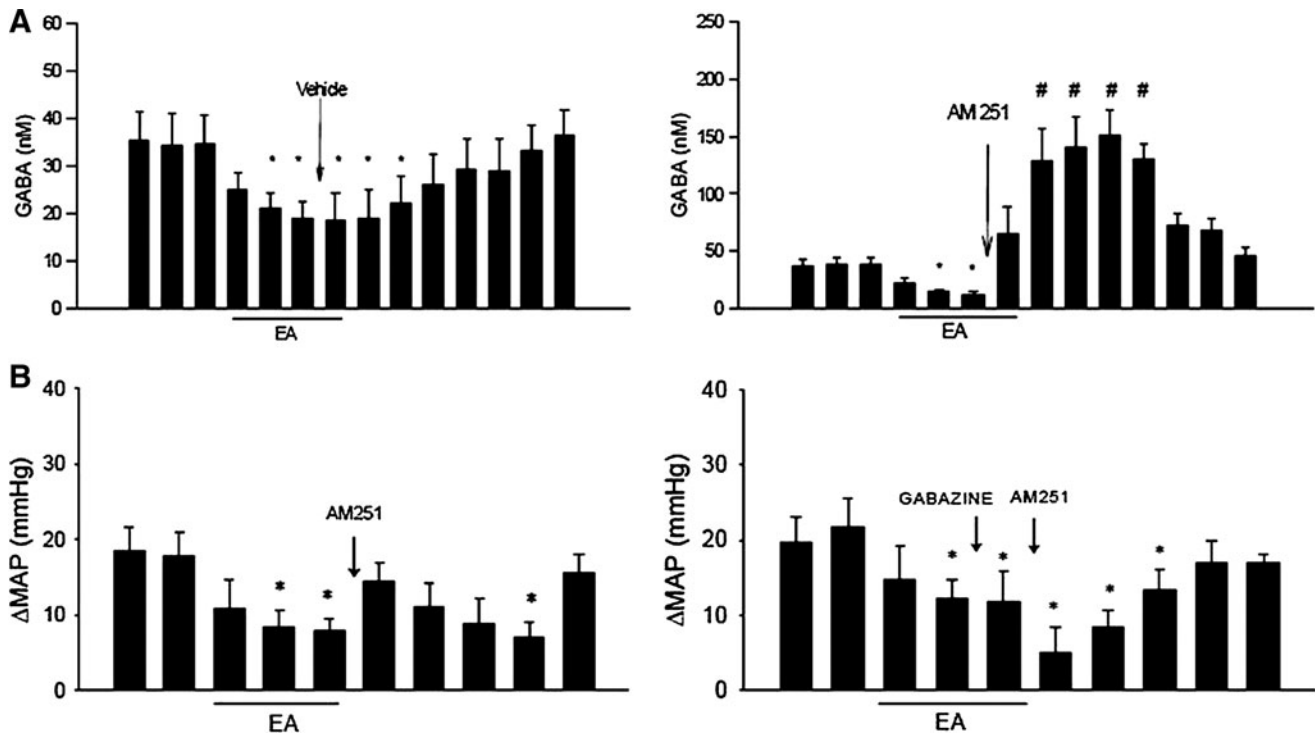 A
60
50
40
30
20
10
0
GABA (nM)
Vehicle
* * * * *
EA
250
200
150
100
50
0
GABA (nM)
AM 251
# # # #
* *
EA
B
40
30
20
10
0
ΔMAP (mmHg)
AM251
* * *
EA
40
30
20
10
0
ΔMAP (mmHg)
GABAZINE AM251
* * * * *
EA